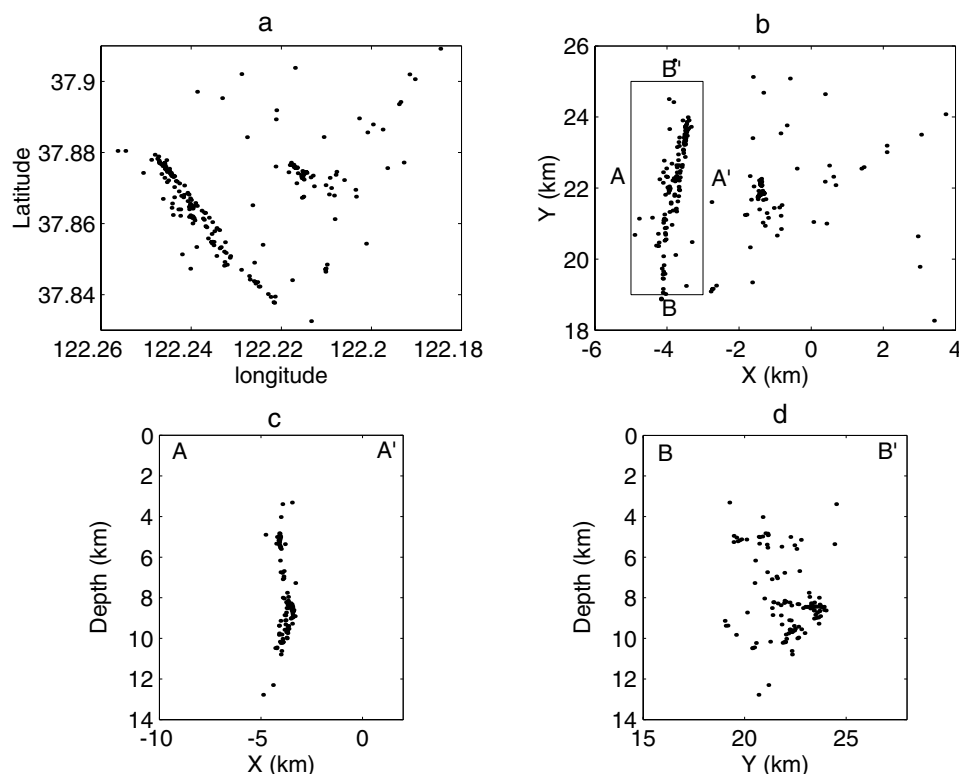 a
37.9
37.88
37.86
37.84
Latitude
122.26 122.24 122.22 122.2 122.18
longitude
b
26
24
22
20
18
Y (km)
B'
A
A'
B
-6 -4 -2 0 2 4
X (km)
c
0
2
4
6
8
10
12
14
Depth (km)
A A'
-10 -5 0
X (km)
d
0
2
4
6
8
10
12
14
Depth (km)
B B'
15 20 25
Y (km)